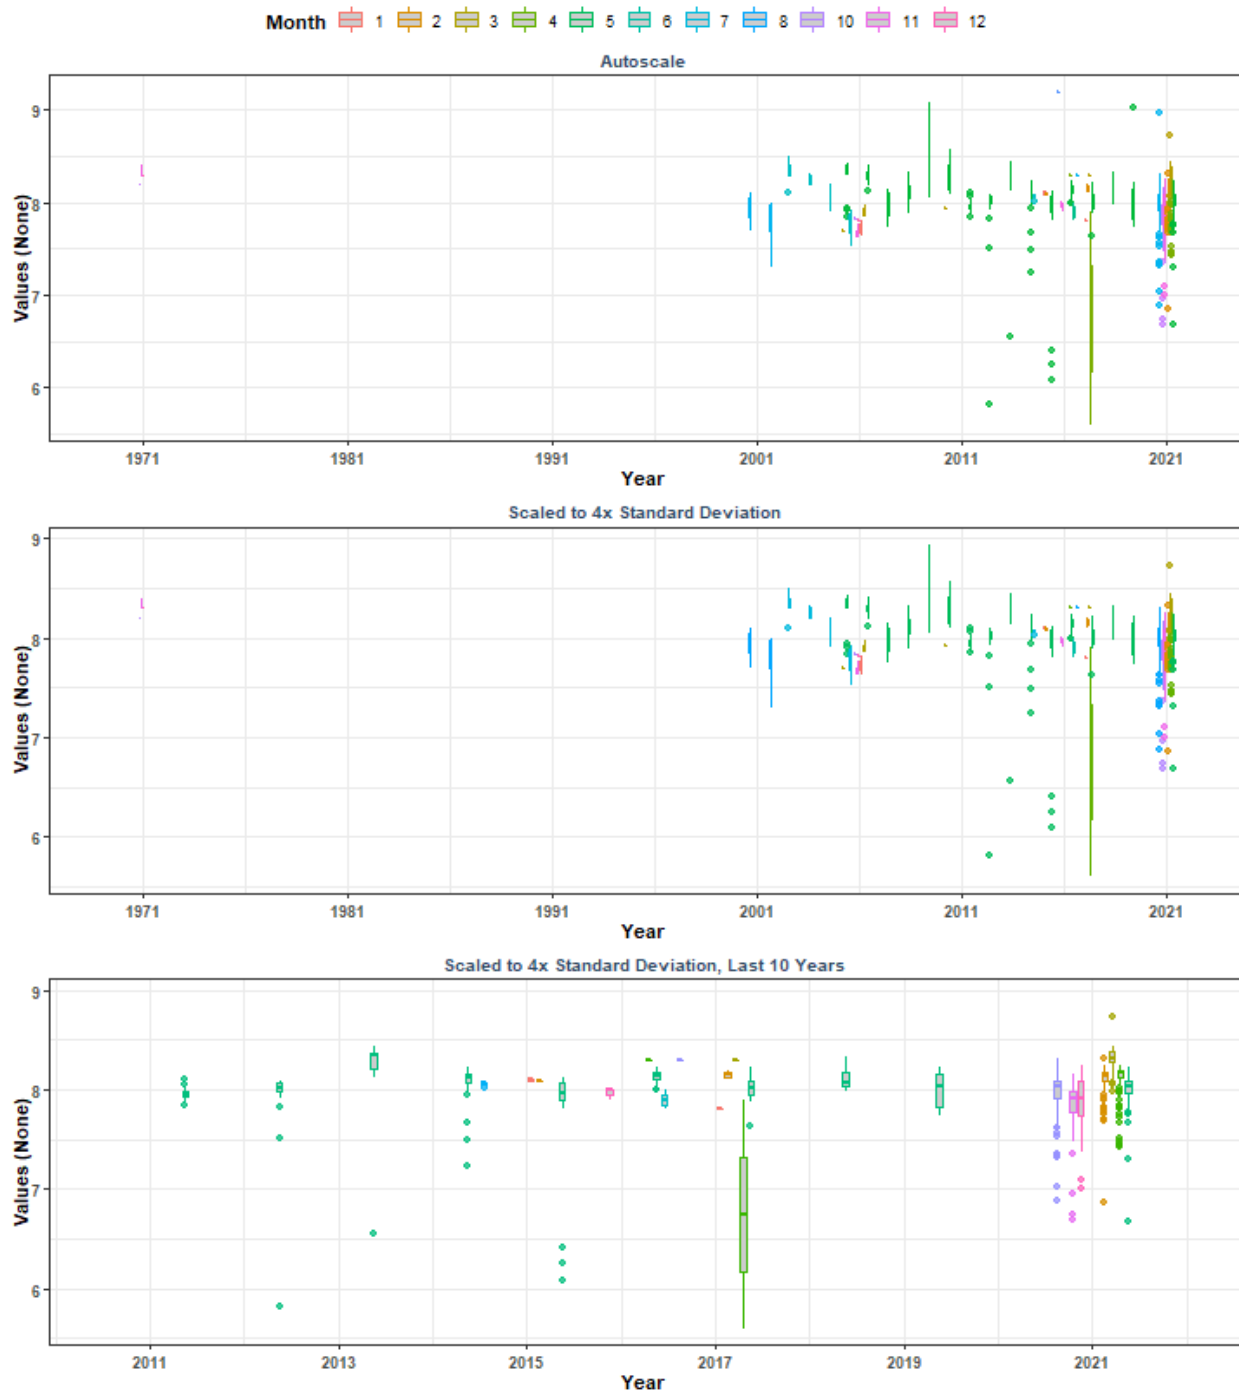 Month 1 2 3 4 5 6 7 8 10 11 12
Autoscale
Values (None)
9
8
7
6
1971 1981 1991 2001 2011 2021
Year
Scaled to 4x Standard Deviation
Values (None)
9
8
7
6
1971 1981 1991 2001 2011 2021
Year
Scaled to 4x Standard Deviation, Last 10 Years
Values (None)
9
8
7
6
2011 2013 2015 2017 2019 2021
Year